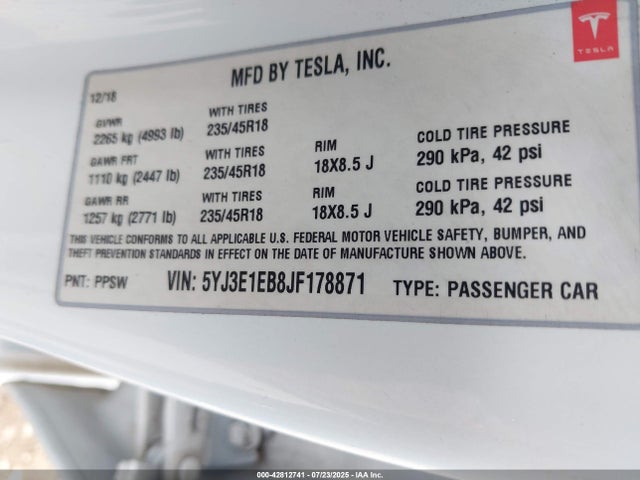 TESLA
MFD BY TESLA, INC.
12/18
GVWR
2265 kg (4993 lb)
WITH TIRES
235/45R18
GAWR FRT
1110 kg (2447 lb)
WITH TIRES
235/45R18
RIM
18X8.5 J
COLD TIRE PRESSURE
290 kPa, 42 psi
GAWR RR
1257 kg (2771 lb)
WITH TIRES
235/45R18
RIM
18X8.5 J
COLD TIRE PRESSURE
290 kPa, 42 psi
THIS VEHICLE CONFORMS TO ALL APPLICABLE U.S. FEDERAL MOTOR VEHICLE SAFETY, BUMPER, AND
THEFT PREVENTION STANDARDS IN EFFECT ON THE DATE OF MANUFACTURE SHOWN ABOVE.
PNT: PPSW VIN: 5YJ3E1EB8JF178871 TYPE: PASSENGER CAR
000-42812741 - 07/23/2025 - IAA Inc.